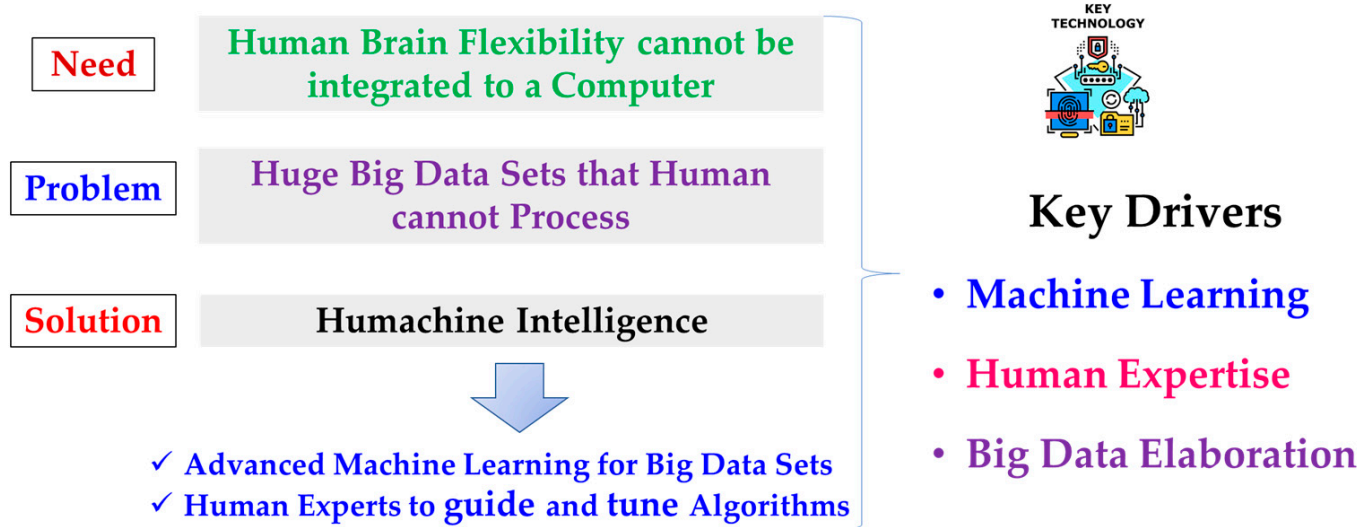 Need
Human Brain Flexibility cannot be
integrated to a Computer
Problem
Huge Big Data Sets that Human
cannot Process
Solution
Humachine Intelligence
✓ Advanced Machine Learning for Big Data Sets
✓ Human Experts to guide and tune Algorithms
KEY
TECHNOLOGY
Key Drivers
• Machine Learning
• Human Expertise
• Big Data Elaboration